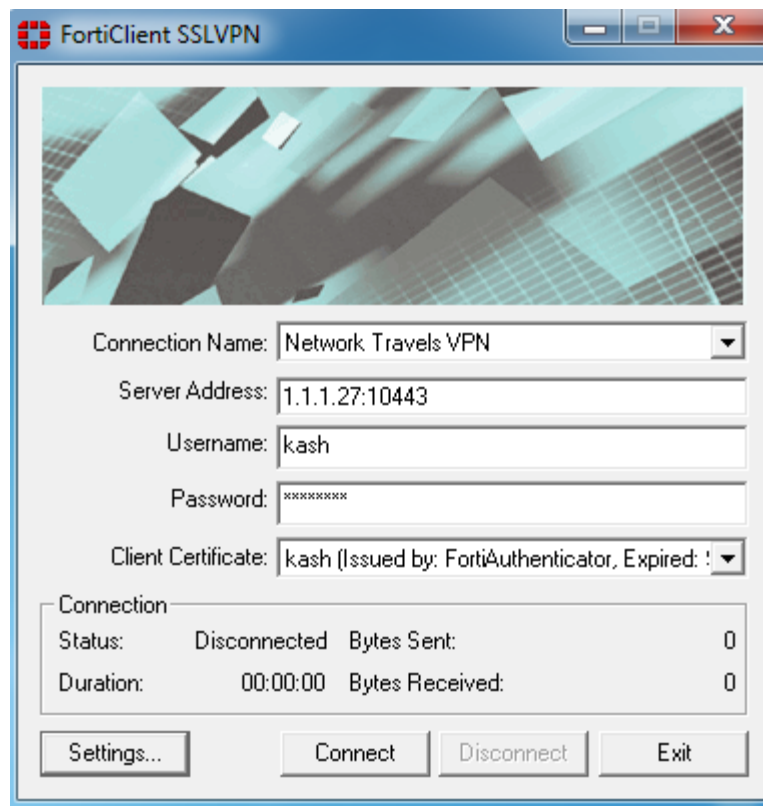 FortiClient SSLVPN
Connection Name: Network Travels VPN
Server Address: 1.1.1.27:10443
Username: kash
Password: ********
Client Certificate: kash (Issued by: FortiAuthenticator, Expired:
Connection
Status: Disconnected Bytes Sent: 0
Duration: 00:00:00 Bytes Received: 0
Settings... Connect Disconnect Exit